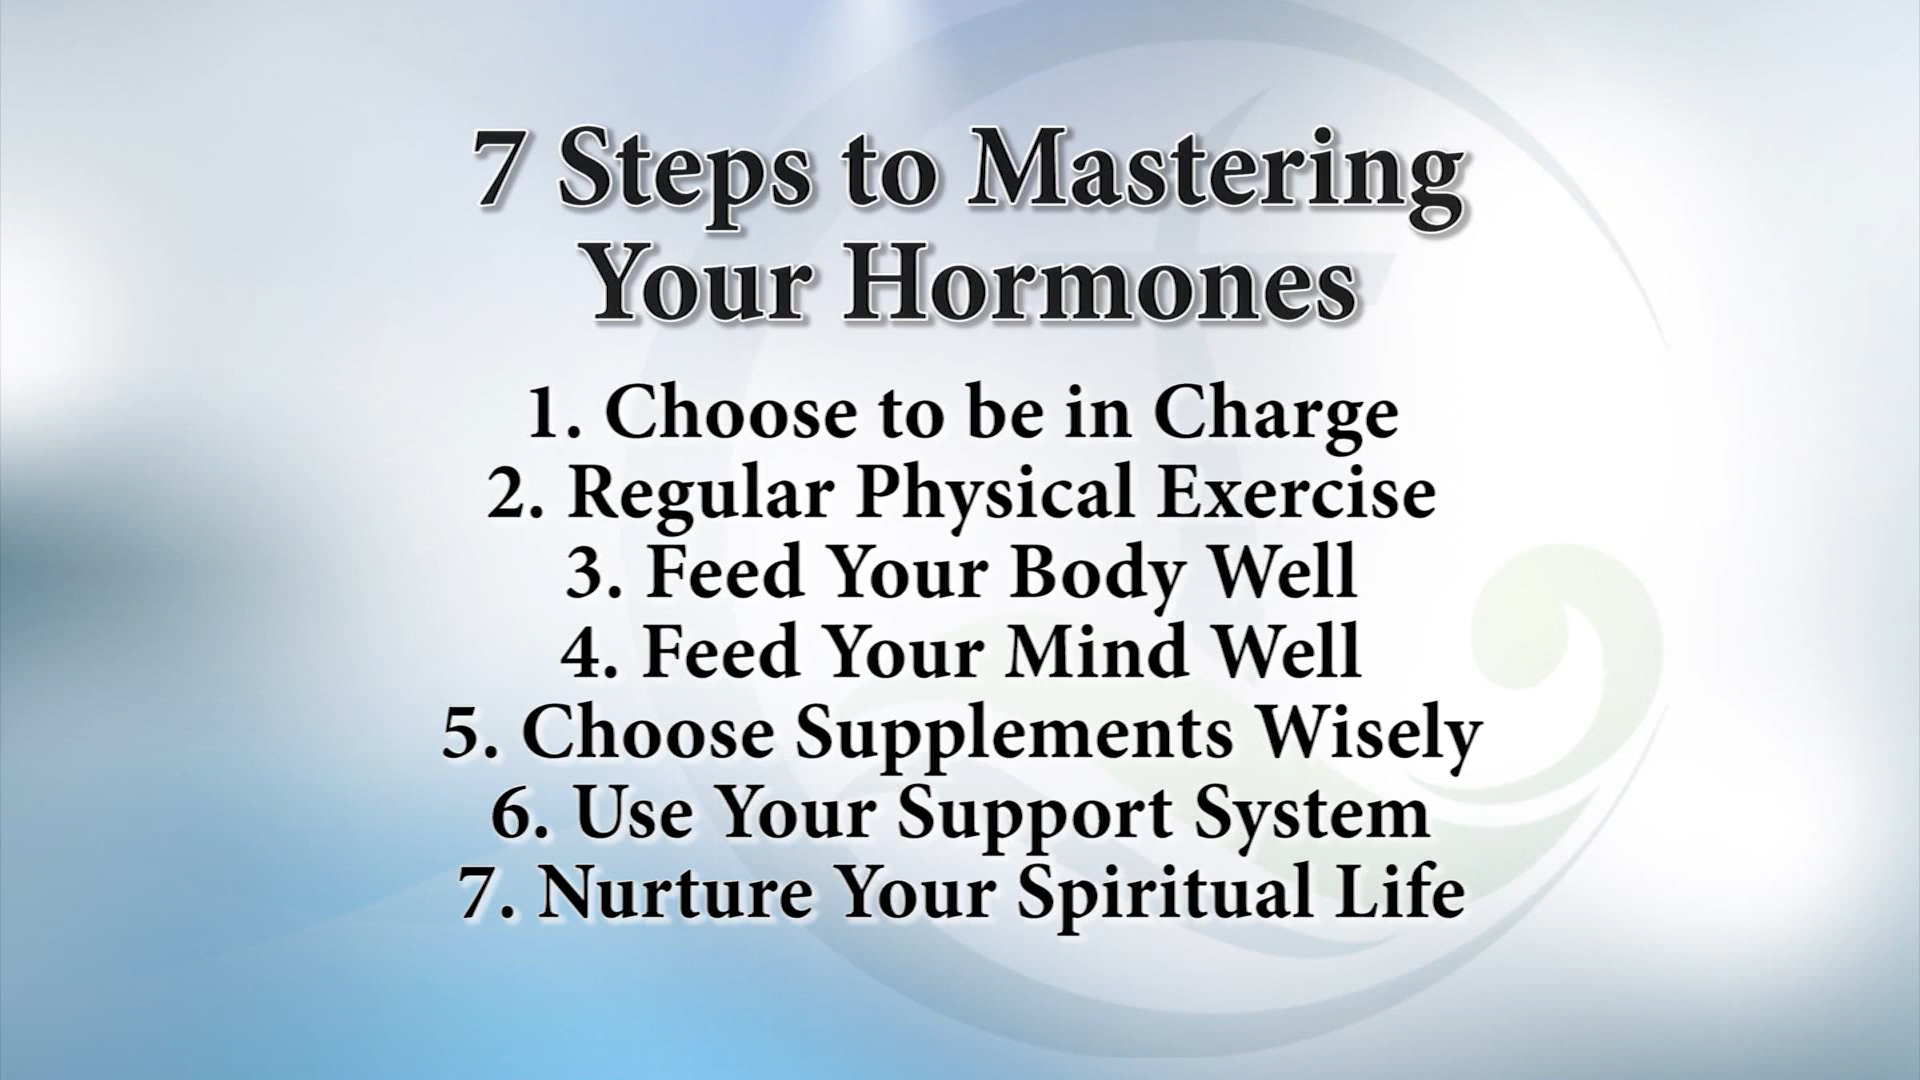 7 Steps to Mastering
Your Hormones
1. Choose to be in Charge
2. Regular Physical Exercise
3. Feed Your Body Well
4. Feed Your Mind Well
5. Choose Supplements Wisely
6. Use Your Support System
7. Nurture Your Spiritual Life